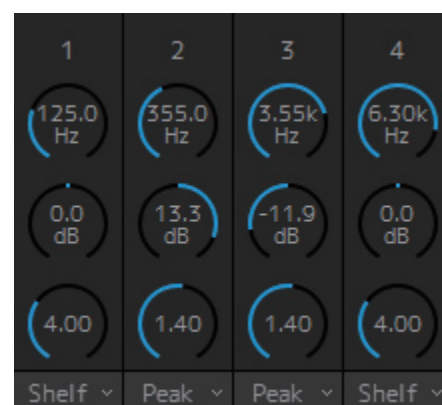 1 2 3 4
125.0 355.0 3.55k 6.30k
Hz Hz Hz Hz
0.0 13.3 -11.9 0.0
dB dB dB dB
4.00 1.40 1.40 4.00
Shelf Peak Peak Shelf